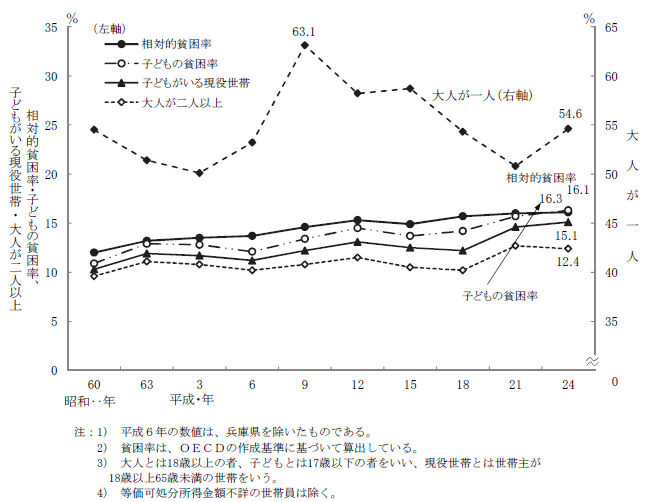 ％
％
35
30
25
20
15
10
5
0
65
60
55
50
45
40
35
0
（左軸）
相対的貧困率
子どもの貧困率
子どもがいる現役世帯
大人が二人以上
63.1
大人が一人（右軸）
54.6
相対的貧困率
16.1
16.3
15.1
12.4
子どもの貧困率
相対的貧困率・子どもの貧困率、
子どもがいる現役世帯・大人が二人以上
大人が一人
60
63
3
6
9
12
15
18
21
24
昭和‥年
平成・年
注：1） 平成６年の数値は、兵庫県を除いたものである。
2） 貧困率は、ＯＥＣＤの作成基準に基づいて算出している。
3） 大人とは18歳以上の者、子どもとは17歳以下の者をいい、現役世帯とは世帯主が
18歳以上65歳未満の世帯をいう。
4） 等価可処分所得金額不詳の世帯員は除く。